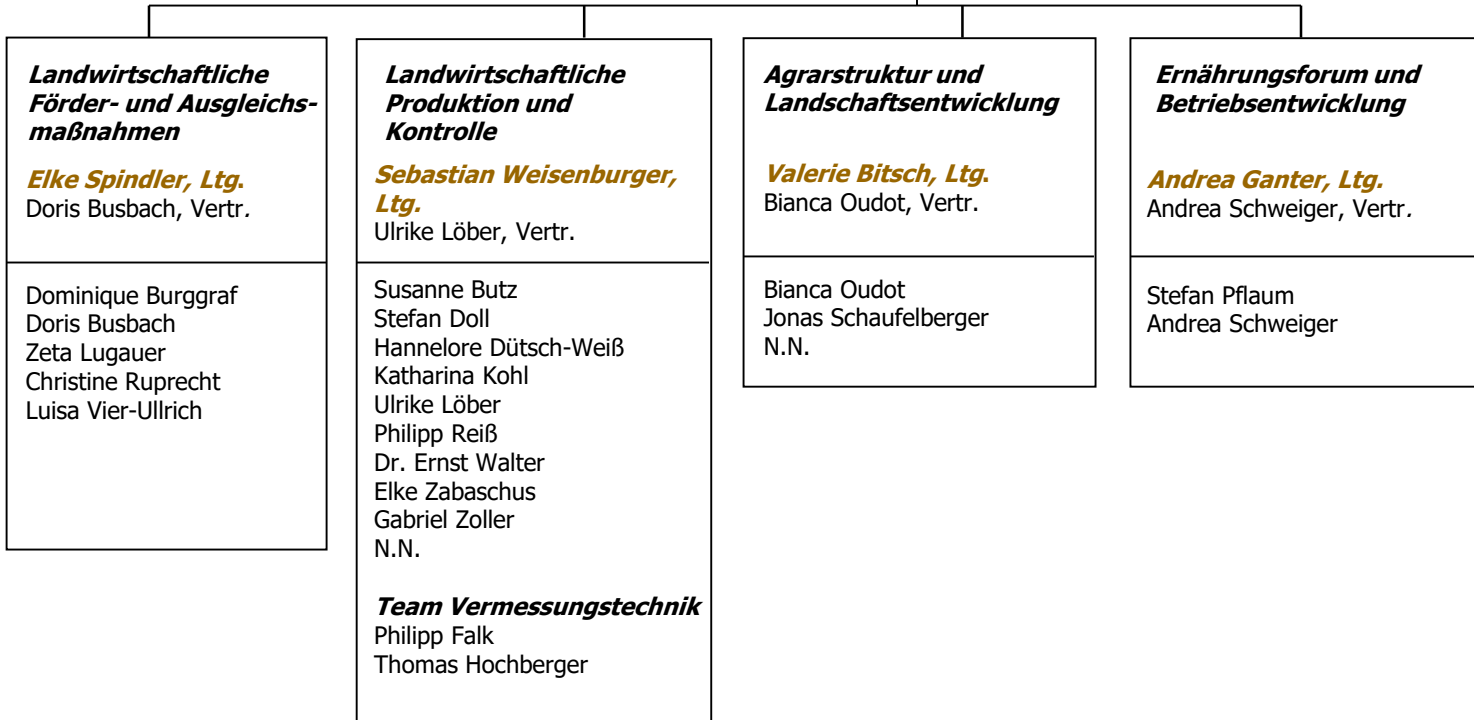 Landwirtschaftliche
Förder- und Ausgleichs-
maßnahmen
Elke Spindler, Ltg.
Doris Busbach, Vertr.
Dominique Burggraf
Doris Busbach
Zeta Lugauer
Christine Ruprecht
Luisa Vier-Ullrich
Landwirtschaftliche
Produktion und
Kontrolle
Sebastian Weisenburger,
Ltg.
Ulrike Löber, Vertr.
Susanne Butz
Stefan Doll
Hannelore Dütsch-Weiß
Katharina Kohl
Ulrike Löber
Philipp Reiß
Dr. Ernst Walter
Elke Zabaschus
Gabriel Zoller
N.N.
Team Vermessungstechnik
Philipp Falk
Thomas Hochberger
Agrarstruktur und
Landschaftsentwicklung
Valerie Bitsch, Ltg.
Bianca Oudot, Vertr.
Bianca Oudot
Jonas Schaufelberger
N.N.
Ernährungsforum und
Betriebsentwicklung
Andrea Ganter, Ltg.
Andrea Schweiger, Vertr.
Stefan Pflaum
Andrea Schweiger